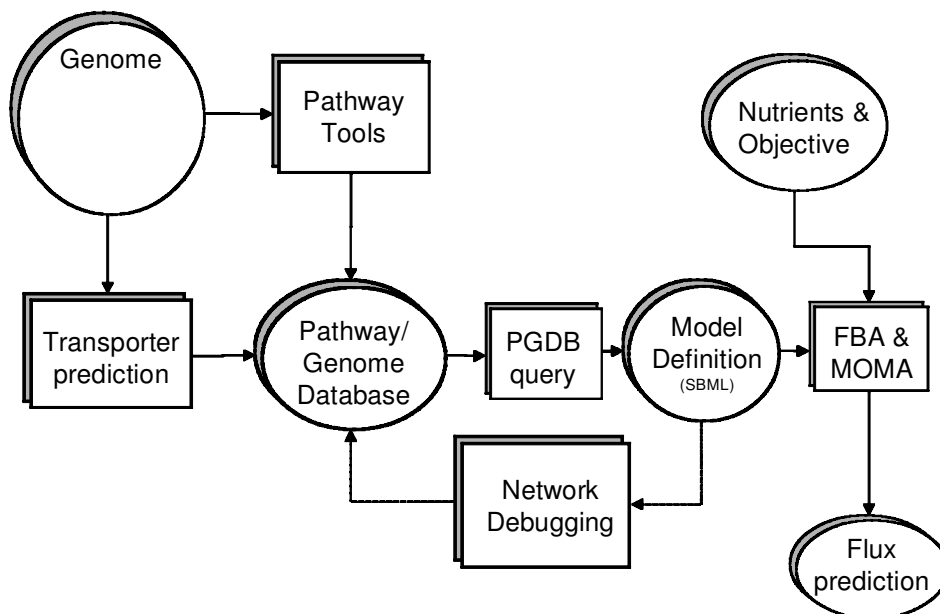 Genome
Pathway
Tools
Nutrients &
Objective
Transporter
prediction
Pathway/
Genome
Database
PGDB
query
Model
Definition
(SBML)
FBA &
MOMA
Network
Debugging
Flux
prediction